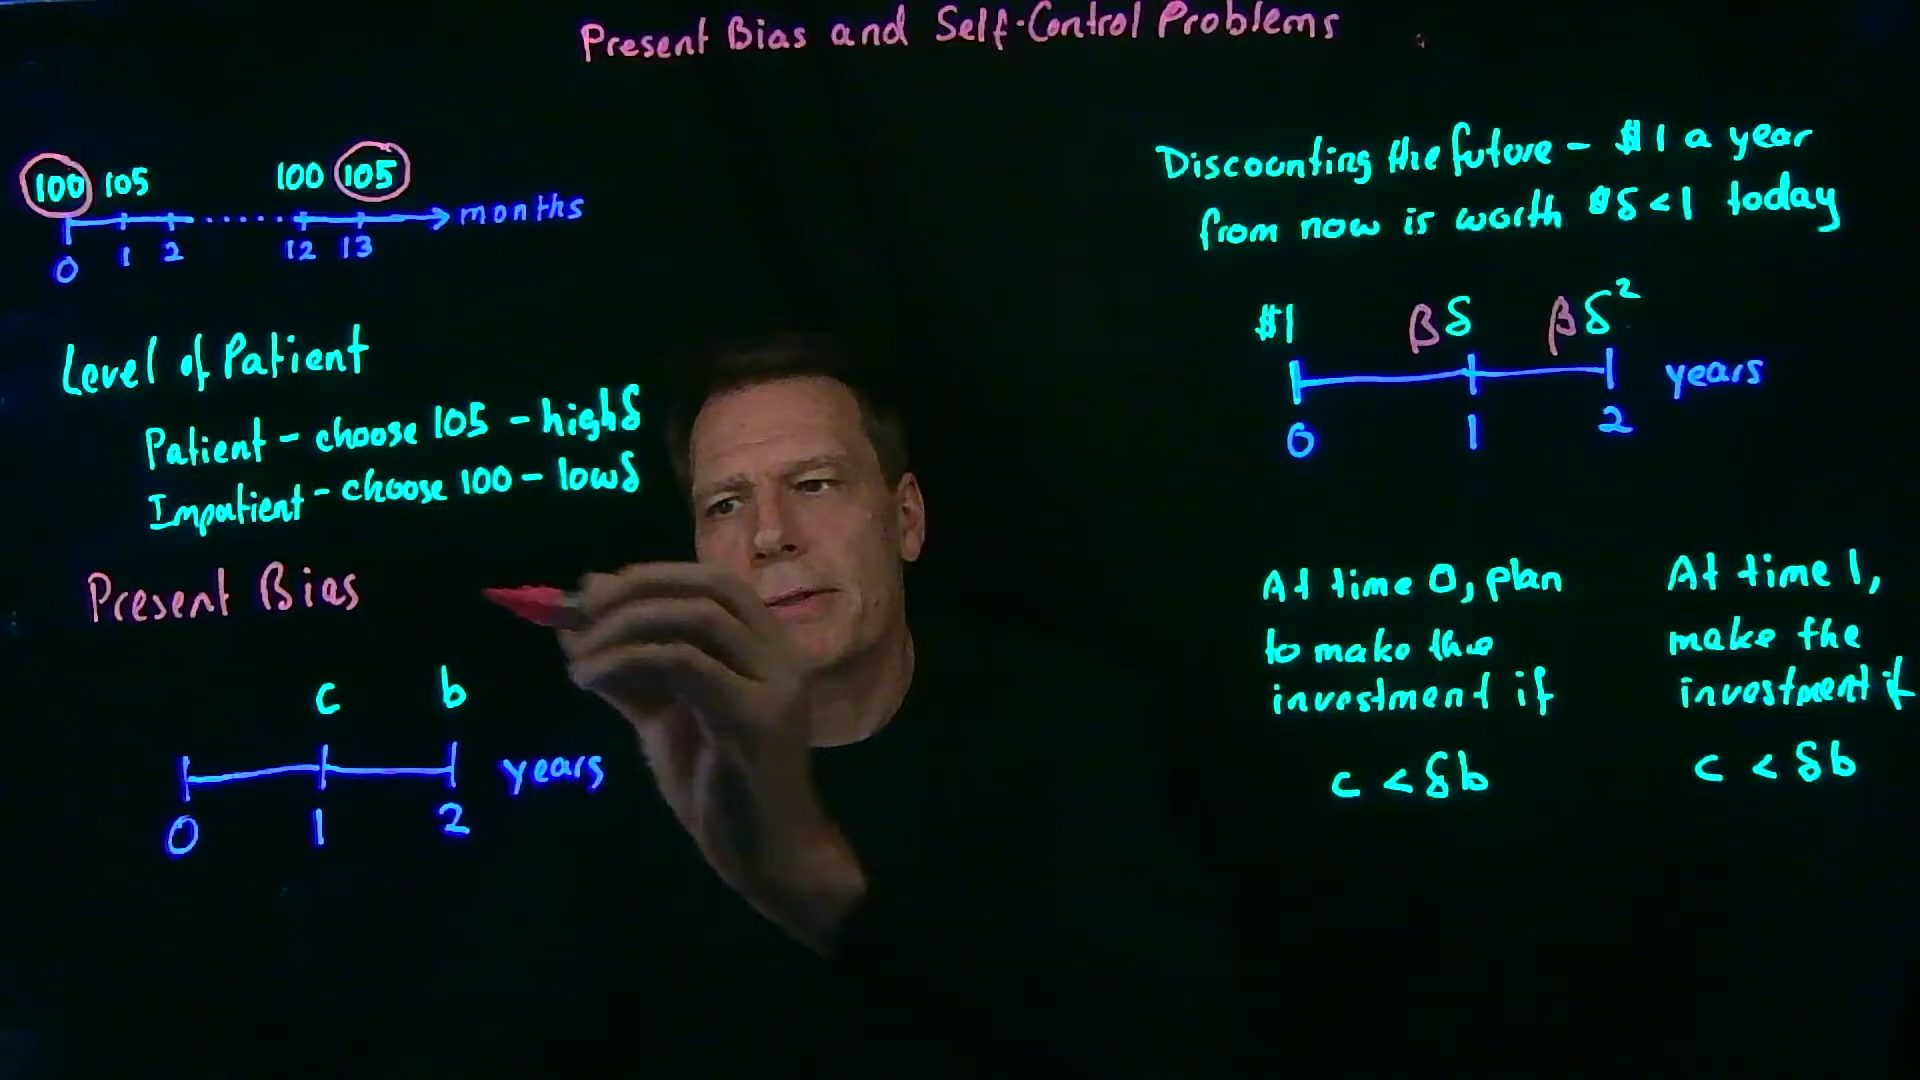 Present Bias and Self-Control Problems
100 105 100 105
months
0 1 2 12 13
Level of Patient
Patient - choose 105 - high δ
Impatient - choose 100 - low δ
Present Bias
c b
years
0 1 2
Discounting the future - $1 a year
from now is worth $δ < 1 today
$1 βδ βδ²
years
0 1 2
At time 0, plan
to make the
investment if
c < δb
At time 1,
make the
investment if
c < δb